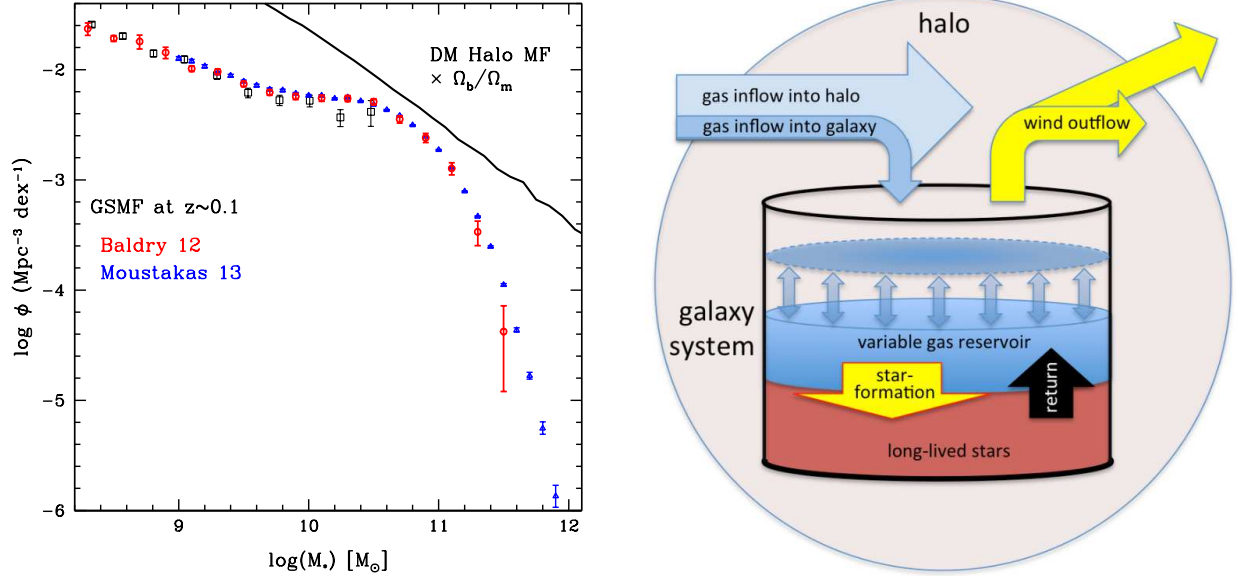 -2
-3
-4
-5
-6
9
10
11
12
log ϕ (Mpc⁻³ dex⁻¹)
log(M⁎) [M⊙]
DM Halo MF
× Ω_b/Ω_m
GSMF at z~0.1
Baldry 12
Moustakas 13
halo
gas inflow into halo
gas inflow into galaxy
wind outflow
galaxy
system
variable gas reservoir
star-
formation
return
long-lived stars